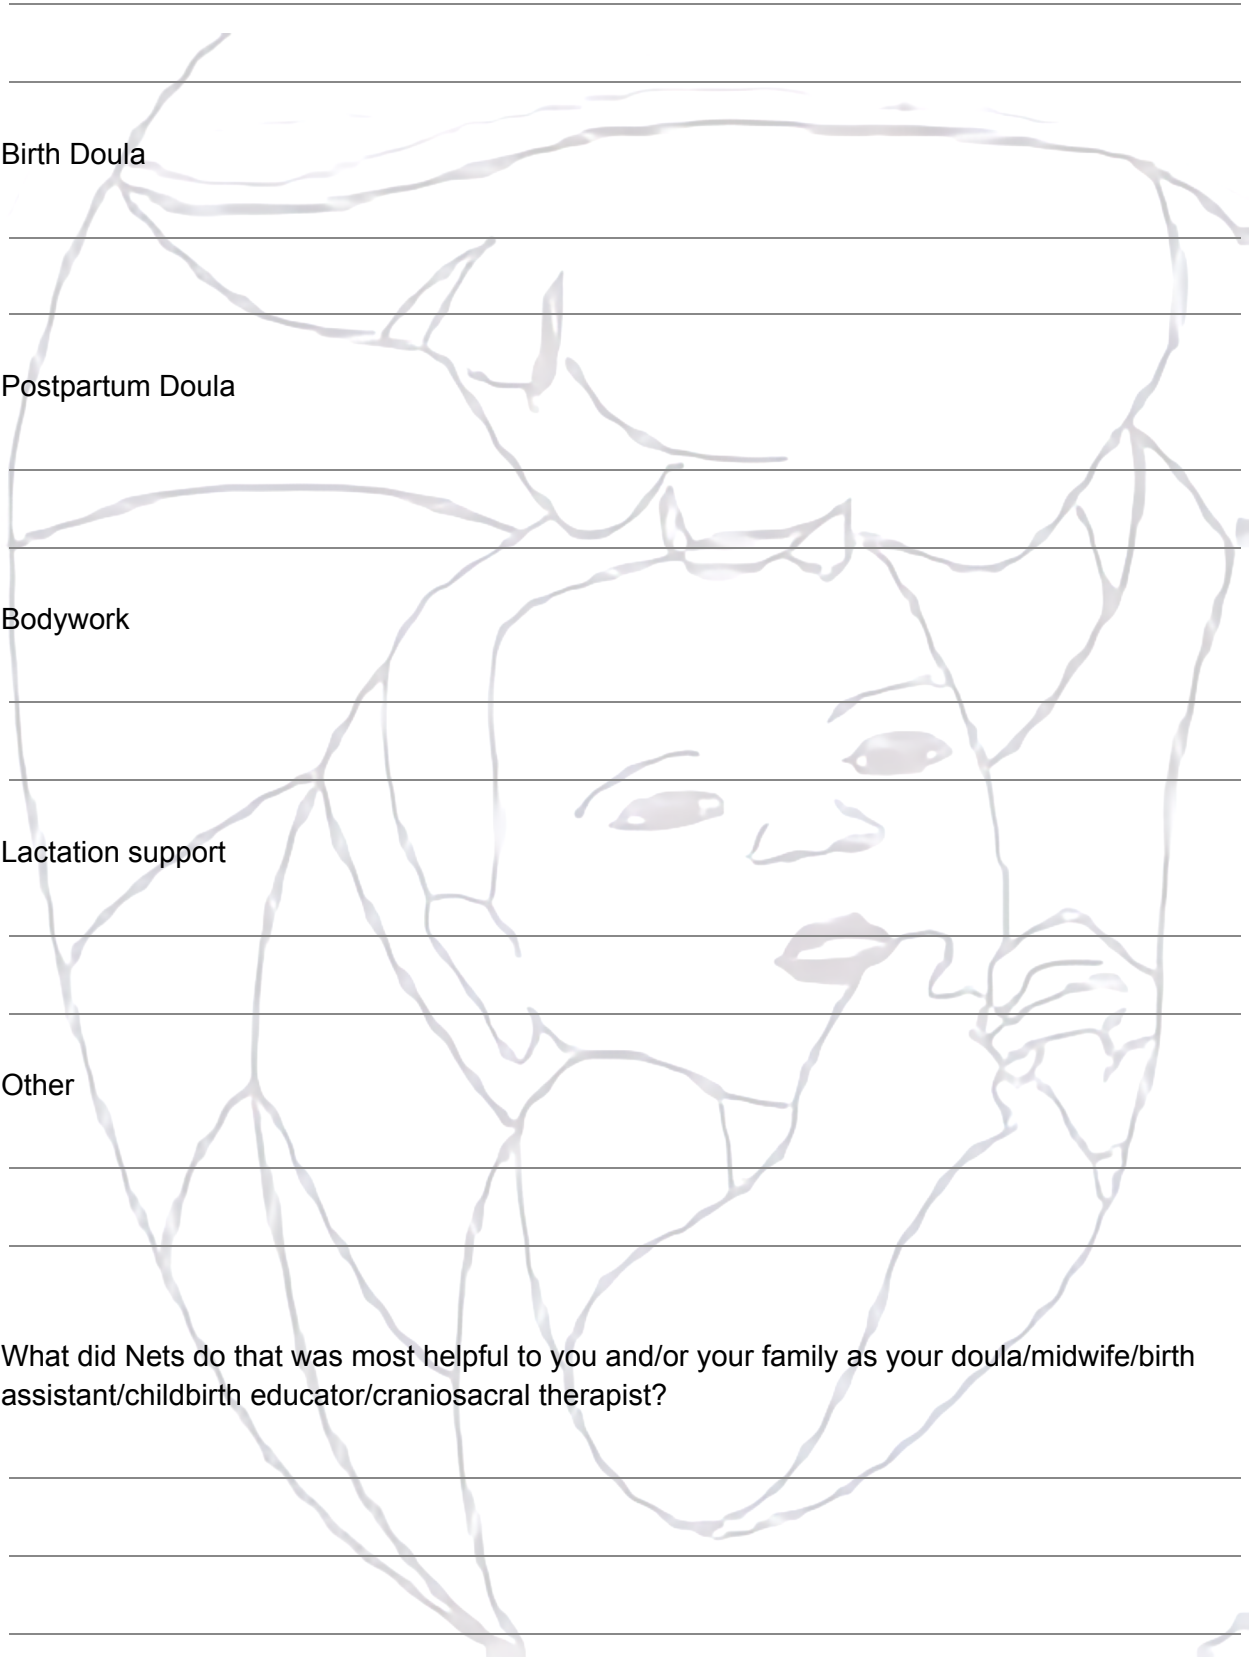 Birth Doula
Postpartum Doula
Bodywork
Lactation support
Other
What did Nets do that was most helpful to you and/or your family as your doula/midwife/birth
assistant/childbirth educator/craniosacral therapist?